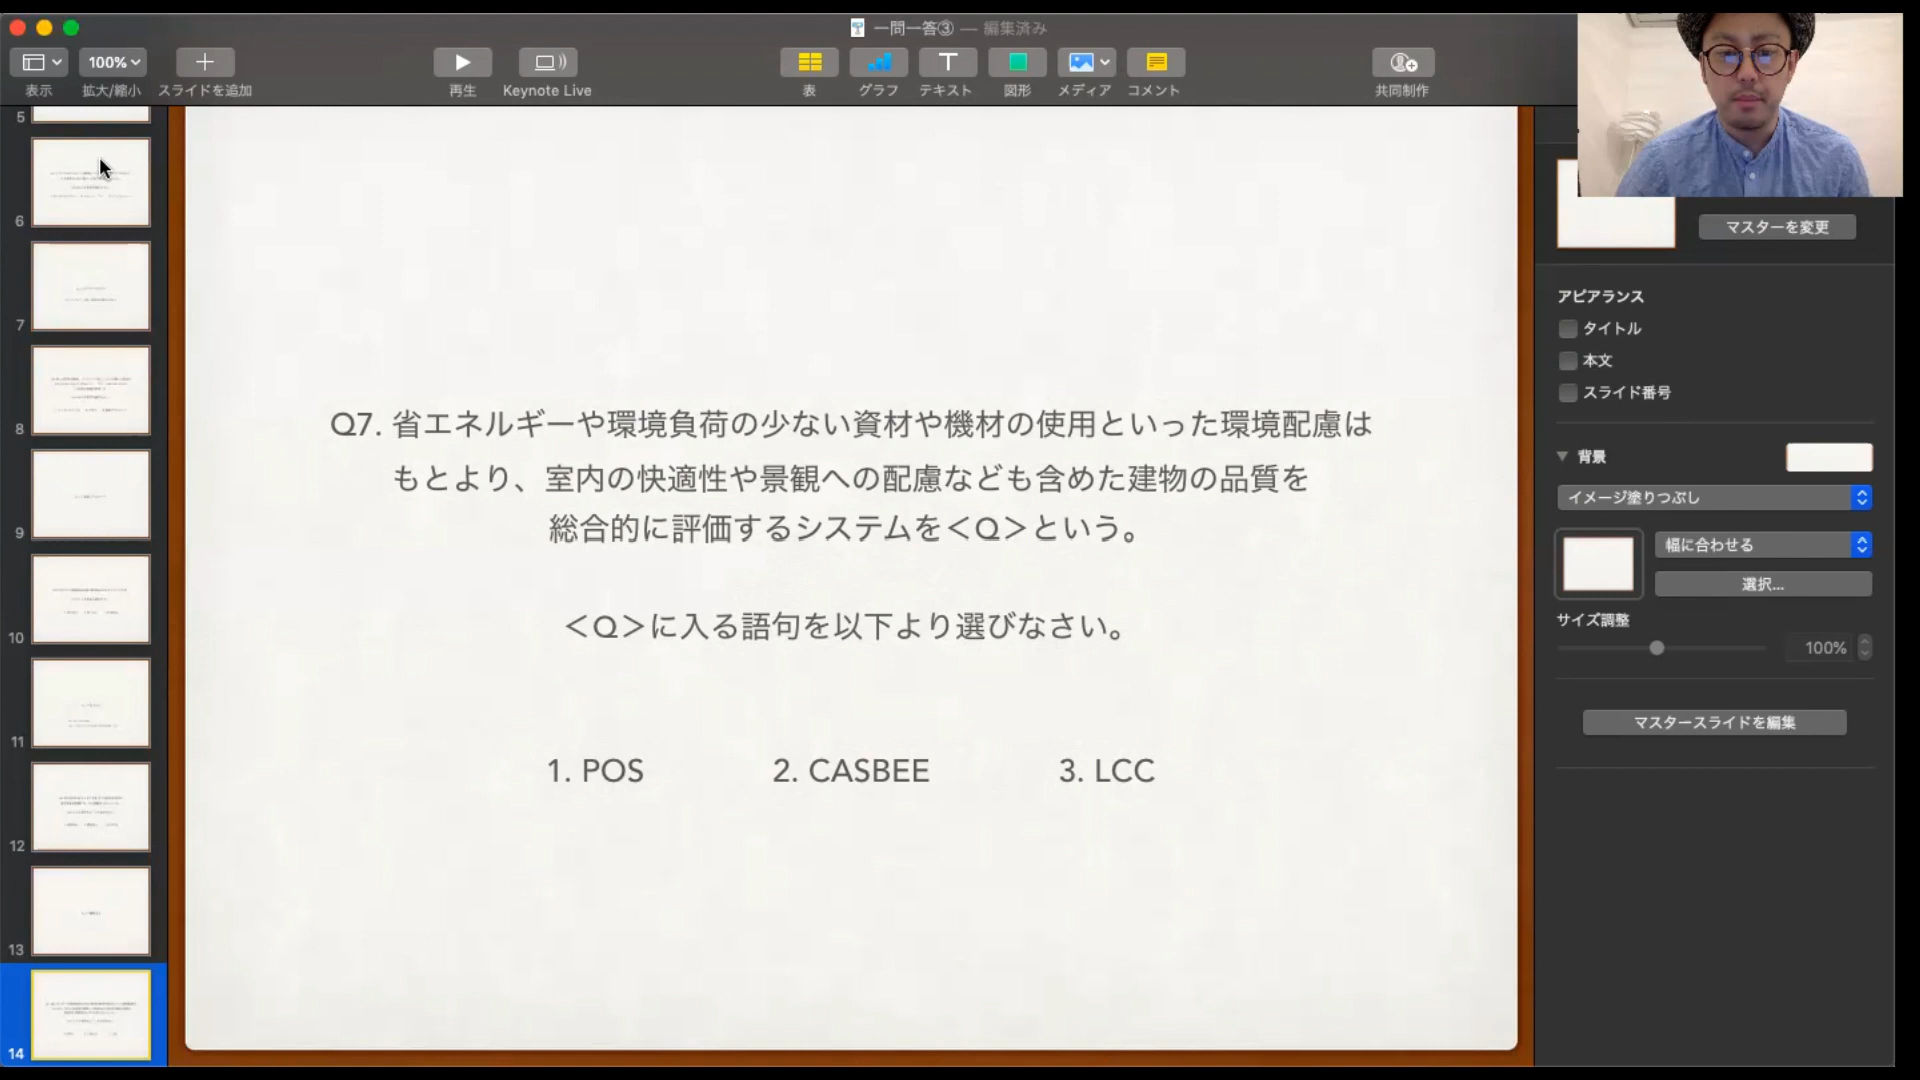 一問一答③ — 編集済み
100%
表示
拡大/縮小
スライドを追加
再生
Keynote Live
表
グラフ
テキスト
図形
メディア
コメント
共同制作
5
6
7
8
9
10
11
12
13
14
Q7. 省エネルギーや環境負荷の少ない資材や機材の使用といった環境配慮は
もとより、室内の快適性や景観への配慮なども含めた建物の品質を
総合的に評価するシステムを＜Q＞という。
＜Q＞に入る語句を以下より選びなさい。
1. POS 2. CASBEE 3. LCC
マスターを変更
アピアランス
タイトル
本文
スライド番号
背景
イメージ塗りつぶし
幅に合わせる
選択...
サイズ調整
100%
マスタースライドを編集